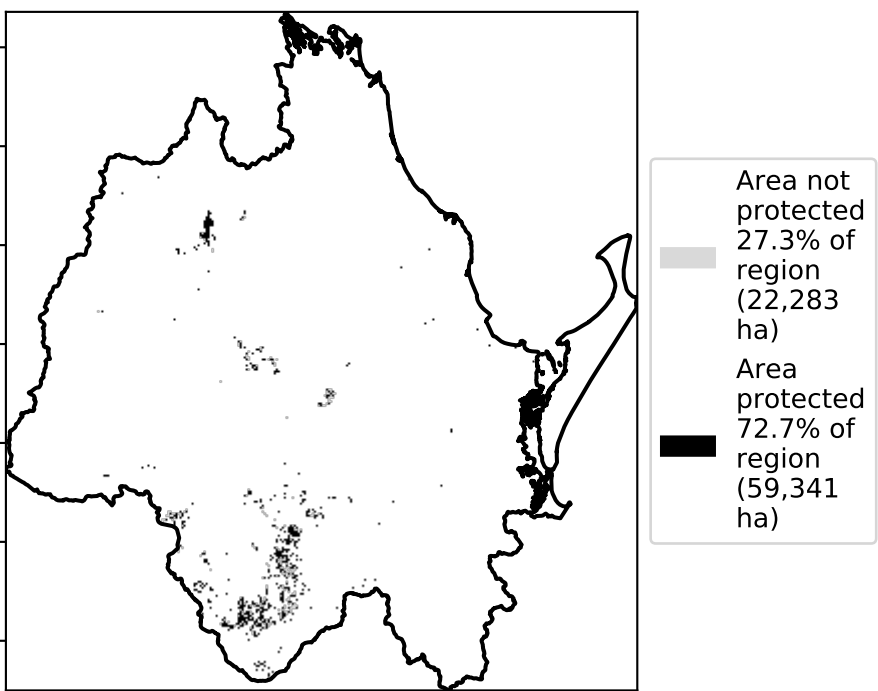 Area not
protected
27.3% of
region
(22,283
ha)
Area
protected
72.7% of
region
(59,341
ha)